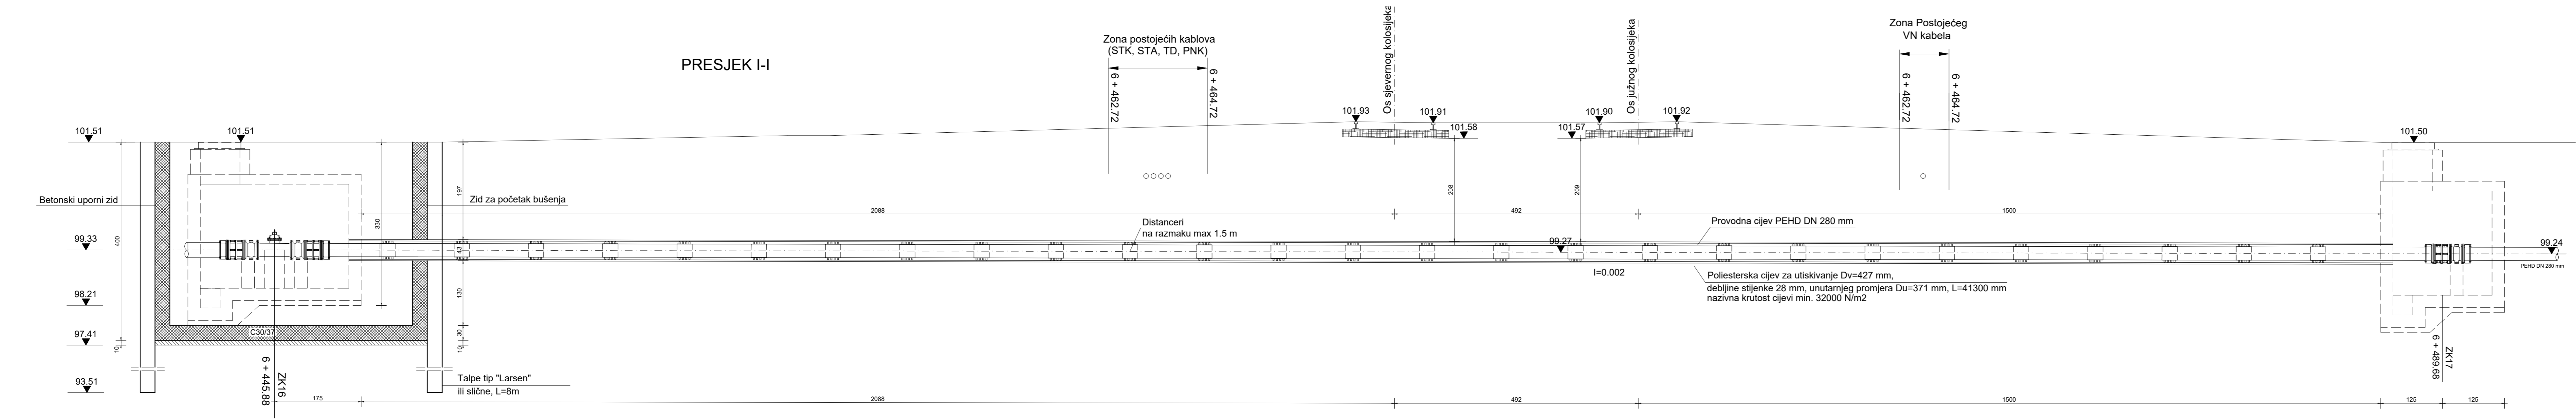 PRESJEK I-I
Zona postojećih kablova
(STK, STA, TD, PNK)
6 + 462.72
6 + 464.72
Os sjevernog kolosijeka
Os južnog kolosijeka
Zona Postojećeg
VN kabela
6 + 462.72
6 + 464.72
101.51
101.51
101.93
101.91
101.58
101.57
101.90
101.92
101.50
Betonski uporni zid
Zid za početak bušenja
400
330
197
43
130
30
10
10
2088
492
1500
208
209
Distanceri
na razmaku max 1.5 m
Provodna cijev PEHD DN 280 mm
99.33
99.27
99.24
PEHD DN 280 mm
I=0.002
Poliesterska cijev za utiskivanje Dv=427 mm,
debljine stijenke 28 mm, unutarnjeg promjera Du=371 mm, L=41300 mm
nazivna krutost cijevi min. 32000 N/m2
98.21
97.41
93.51
C30/37
6 + 445.88
ZK16
Talpe tip "Larsen"
ili slične, L=8m
6 + 489.68
ZK17
175
2088
492
1500
125
125